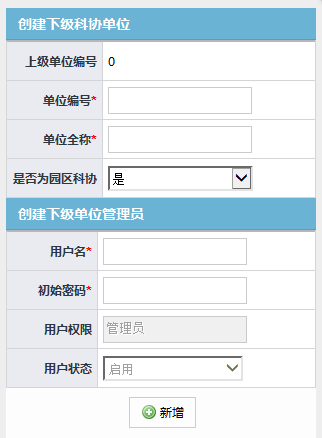 创建下级科协单位
上级单位编号 0
单位编号*
单位全称*
是否为园区科协 是
创建下级单位管理员
用户名*
初始密码*
用户权限 管理员
用户状态 启用
新增